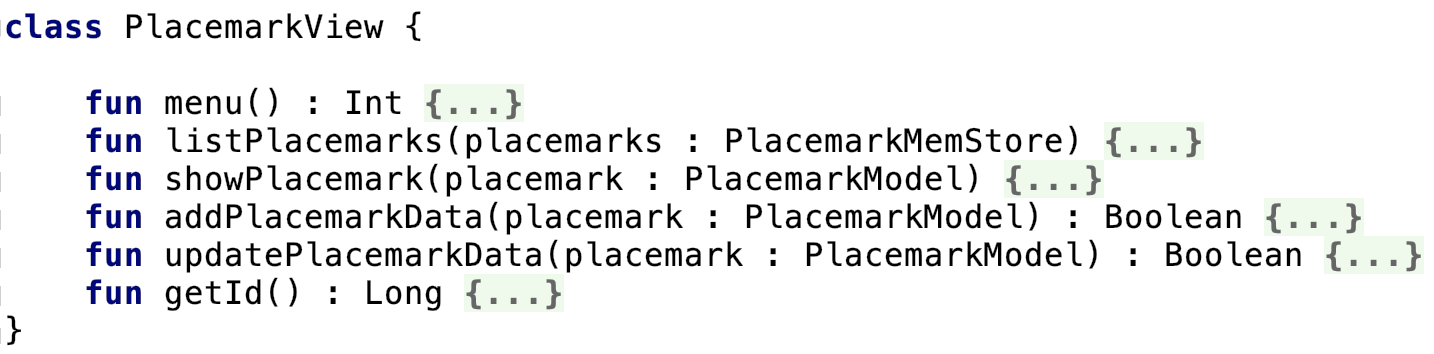 class PlacemarkView {
fun menu() : Int {...}
fun listPlacemarks(placemarks : PlacemarkMemStore) {...}
fun showPlacemark(placemark : PlacemarkModel) {...}
fun addPlacemarkData(placemark : PlacemarkModel) : Boolean {...}
fun updatePlacemarkData(placemark : PlacemarkModel) : Boolean {...}
fun getId() : Long {...}
}